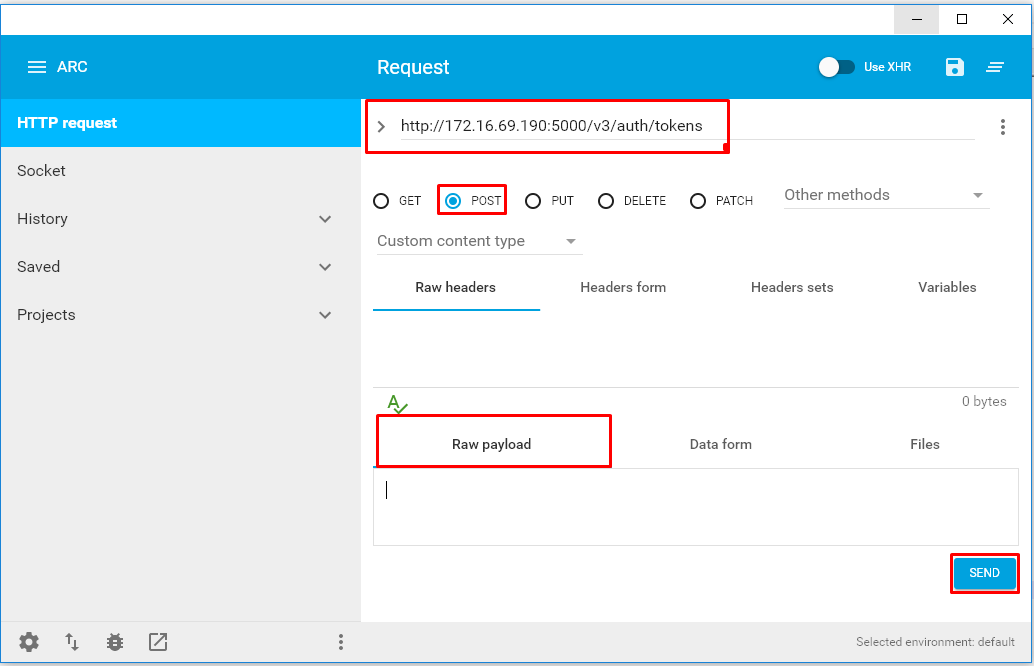 ARC
Request
Use XHR
HTTP request
Socket
History
Saved
Projects
http://172.16.69.190:5000/v3/auth/tokens
GET POST PUT DELETE PATCH Other methods
Custom content type
Raw headers Headers form Headers sets Variables
A
0 bytes
Raw payload Data form Files
SEND
Selected environment: default